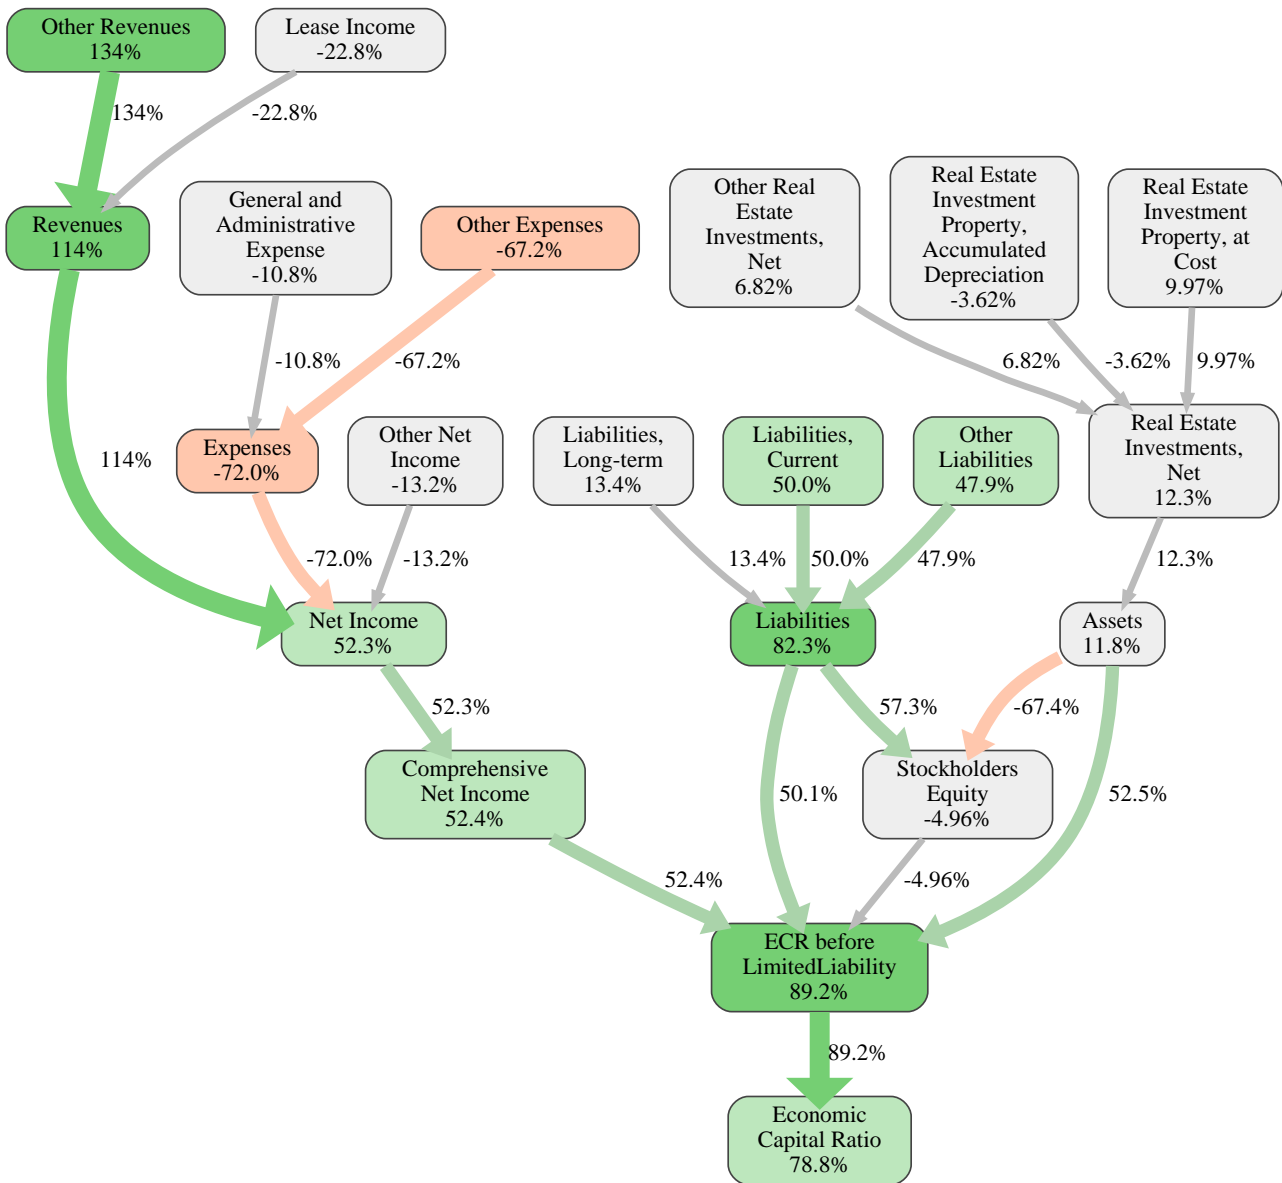 Other Revenues
134%
Lease Income
-22.8%
134%
-22.8%
Revenues
114%
General and
Administrative
Expense
-10.8%
Other Expenses
-67.2%
Other Real
Estate
Investments,
Net
6.82%
Real Estate
Investment
Property,
Accumulated
Depreciation
-3.62%
Real Estate
Investment
Property, at
Cost
9.97%
-10.8%
-67.2%
6.82%
-3.62%
9.97%
114%
Expenses
-72.0%
Other Net
Income
-13.2%
Liabilities,
Long-term
13.4%
Liabilities,
Current
50.0%
Other
Liabilities
47.9%
Real Estate
Investments,
Net
12.3%
-72.0%
-13.2%
13.4%
50.0%
47.9%
12.3%
Net Income
52.3%
Liabilities
82.3%
Assets
11.8%
52.3%
57.3%
-67.4%
Comprehensive
Net Income
52.4%
50.1%
Stockholders
Equity
-4.96%
52.5%
52.4%
-4.96%
ECR before
LimitedLiability
89.2%
89.2%
Economic
Capital Ratio
78.8%